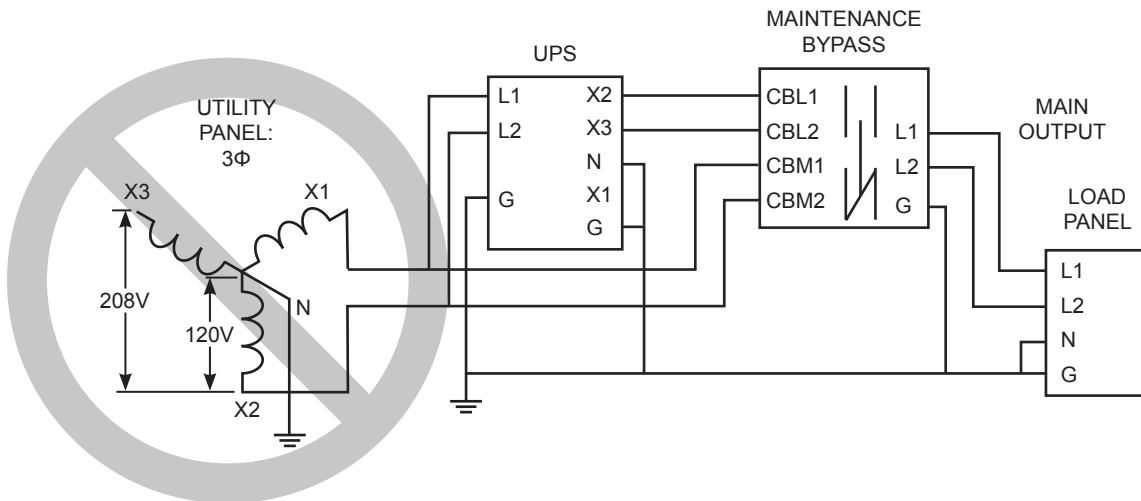 UTILITY
PANEL:
3Φ
X3
X1
208V
120V
N
X2
UPS
L1
L2
G
X2
X3
N
X1
G
MAINTENANCE
BYPASS
CBL1
CBL2
CBM1
CBM2
L1
L2
G
MAIN
OUTPUT
LOAD
PANEL
L1
L2
N
G